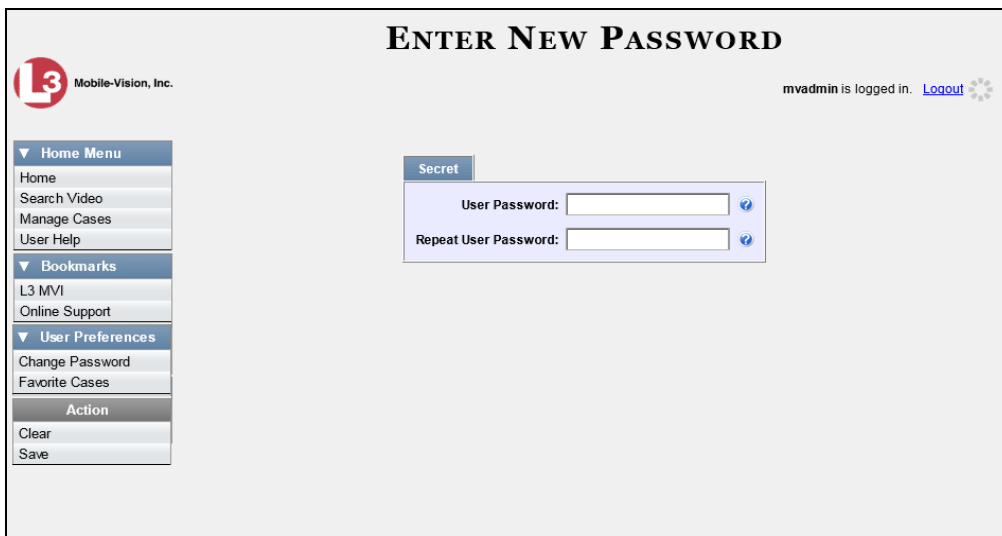 ENTER NEW PASSWORD
L3 Mobile-Vision, Inc.
mvadmin is logged in. Logout
▼ Home Menu
Home
Search Video
Manage Cases
User Help
▼ Bookmarks
L3 MVI
Online Support
▼ User Preferences
Change Password
Favorite Cases
Action
Clear
Save
Secret
User Password: ?
Repeat User Password: ?